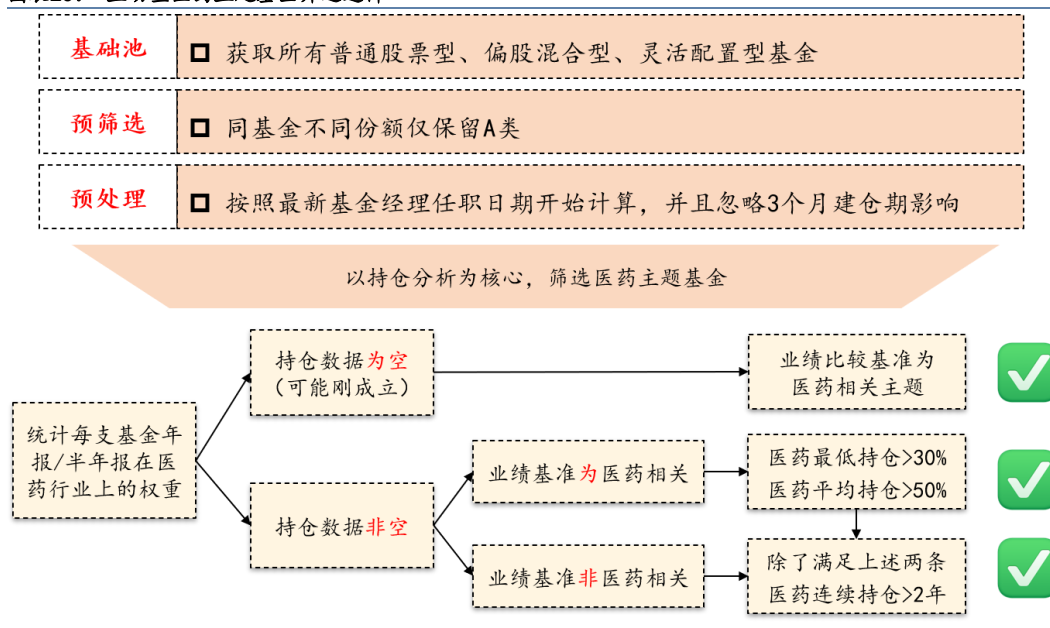 基础池
获取所有普通股票型、偏股混合型、灵活配置型基金
预筛选
同基金不同份额仅保留A类
预处理
按照最新基金经理任职日期开始计算，并且忽略3个月建仓期影响
以持仓分析为核心，筛选医药主题基金
统计每支基金年
报/半年报在医
药行业上的权重
持仓数据为空
（可能刚成立）
业绩比较基准为
医药相关主题
持仓数据非空
业绩基准为医药相关
医药最低持仓>30%
医药平均持仓>50%
业绩基准非医药相关
除了满足上述两条
医药连续持仓>2年